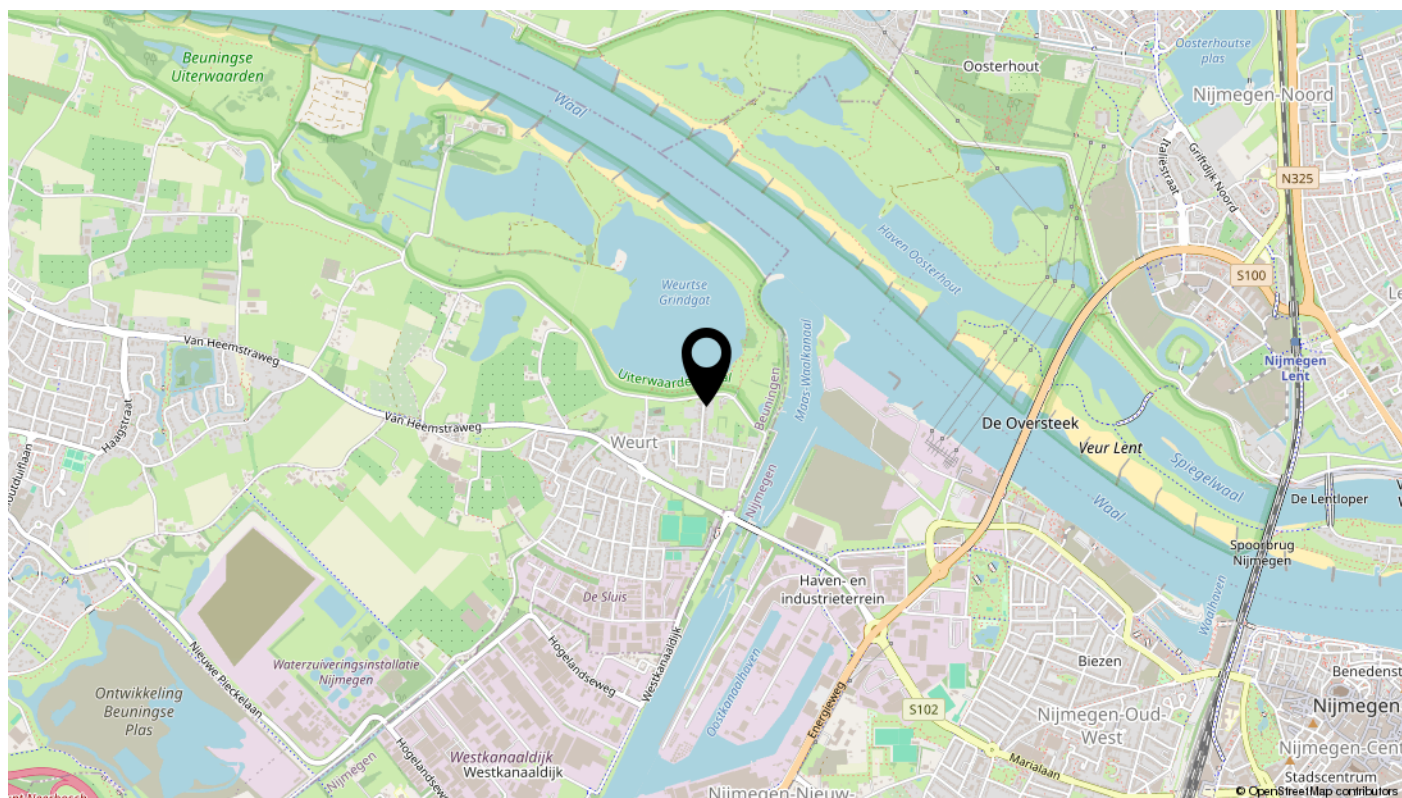 Beuningse
Uiterwaarden
Waal
Oosterhoutse
plas
Oosterhout
Nijmegen-Noord
Italiëstraat
Griftdijk Noord
N325
S100
Haven Oosterhout
Weurtse
Grindgat
Maas-Waalkanaal
Nijmegen
Lent
Van Heemstraweg
Haagstraat
Beuningen
De Oversteek
Veur Lent
Van Heemstraweg
Weurt
Spiegelwaal
De Lentloper
Nijmegen
Waal
Spoorbrug
Nijmegen
Haven- en
industrieterrein
De Sluis
Waalhaven
Nieuwe Pieckelaan
Waterzuiveringsinstallatie
Nijmegen
Hogelandseweg
Westkanaaldijk
Oostkanaalhaven
Biezen
Benedenst
Ontwikkeling
Beuningse
Plas
Energieweg
S102
Nijmegen-Oud-
West
Nijmegen
Nijmegen
Hogelandseweg
Westkanaaldijk
Westkanaaldijk
Marialaan
Nijmegen-Cent
Stadscentrum
Nijmegen-Nieuw-
© OpenStreetMap contributors